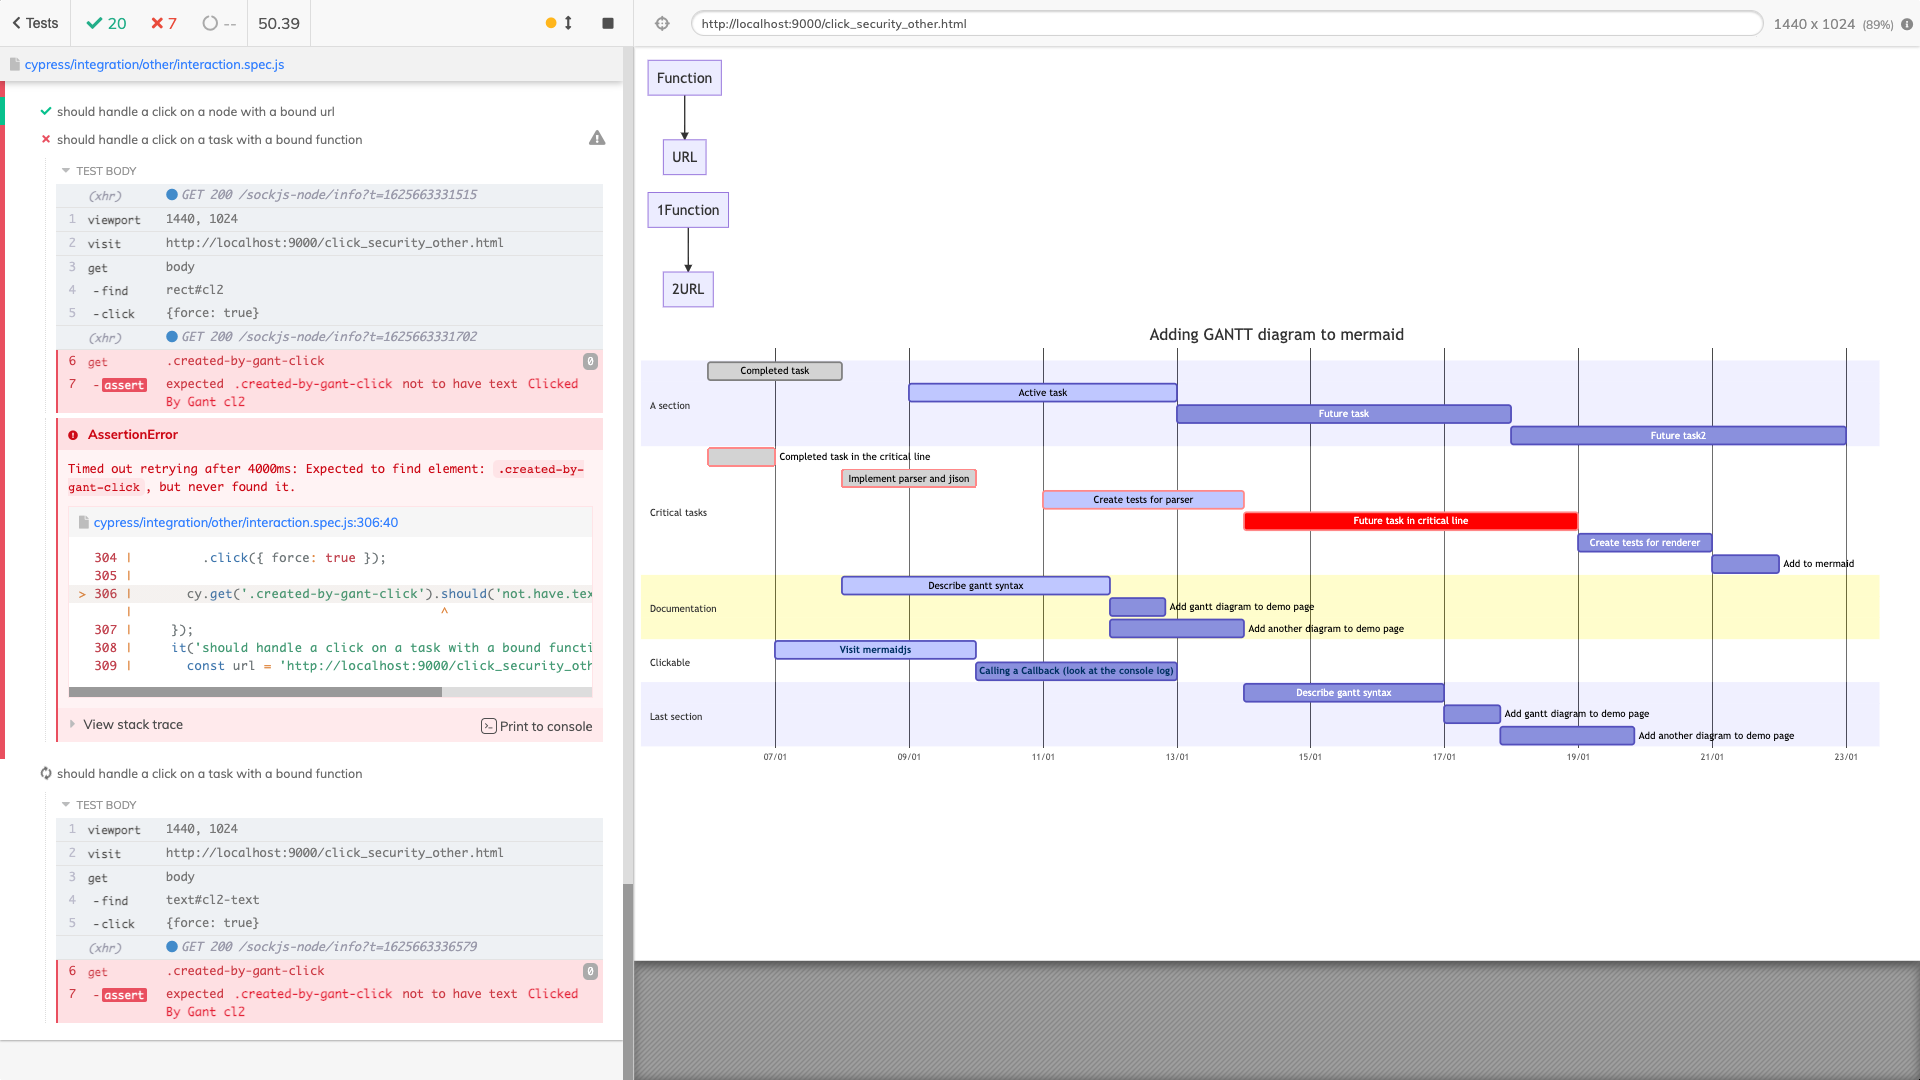 Tests
20
7
--
50.39
cypress/integration/other/interaction.spec.js
should handle a click on a node with a bound url
should handle a click on a task with a bound function
TEST BODY
(xhr) GET 200 /sockjs-node/info?t=1625663331515
1 viewport 1440, 1024
2 visit http://localhost:9000/click_security_other.html
3 get body
4 -find rect#cl2
5 -click {force: true}
(xhr) GET 200 /sockjs-node/info?t=1625663331702
6 get .created-by-gant-click 0
7 -assert expected .created-by-gant-click not to have text Clicked
By Gant cl2
AssertionError
Timed out retrying after 4000ms: Expected to find element: .created-by-
gant-click, but never found it.
cypress/integration/other/interaction.spec.js:306:40
304 | .click({ force: true });
305 |
> 306 | cy.get('.created-by-gant-click').should('not.have.tex
| ^
307 | });
308 | it('should handle a click on a task with a bound functi
309 | const url = 'http://localhost:9000/click_security_oth
View stack trace
Print to console
should handle a click on a task with a bound function
TEST BODY
1 viewport 1440, 1024
2 visit http://localhost:9000/click_security_other.html
3 get body
4 -find text#cl2-text
5 -click {force: true}
(xhr) GET 200 /sockjs-node/info?t=1625663336579
6 get .created-by-gant-click 0
7 -assert expected .created-by-gant-click not to have text Clicked
By Gant cl2
http://localhost:9000/click_security_other.html
1440 x 1024 (89%)
Function
URL
1Function
2URL
Adding GANTT diagram to mermaid
Completed task
Active task
A section
Future task
Future task2
Completed task in the critical line
Implement parser and jison
Create tests for parser
Critical tasks
Future task in critical line
Create tests for renderer
Add to mermaid
Describe gantt syntax
Documentation
Add gantt diagram to demo page
Add another diagram to demo page
Visit mermaidjs
Clickable
Calling a Callback (look at the console log)
Describe gantt syntax
Last section
Add gantt diagram to demo page
Add another diagram to demo page
07/01 09/01 11/01 13/01 15/01 17/01 19/01 21/01 23/01